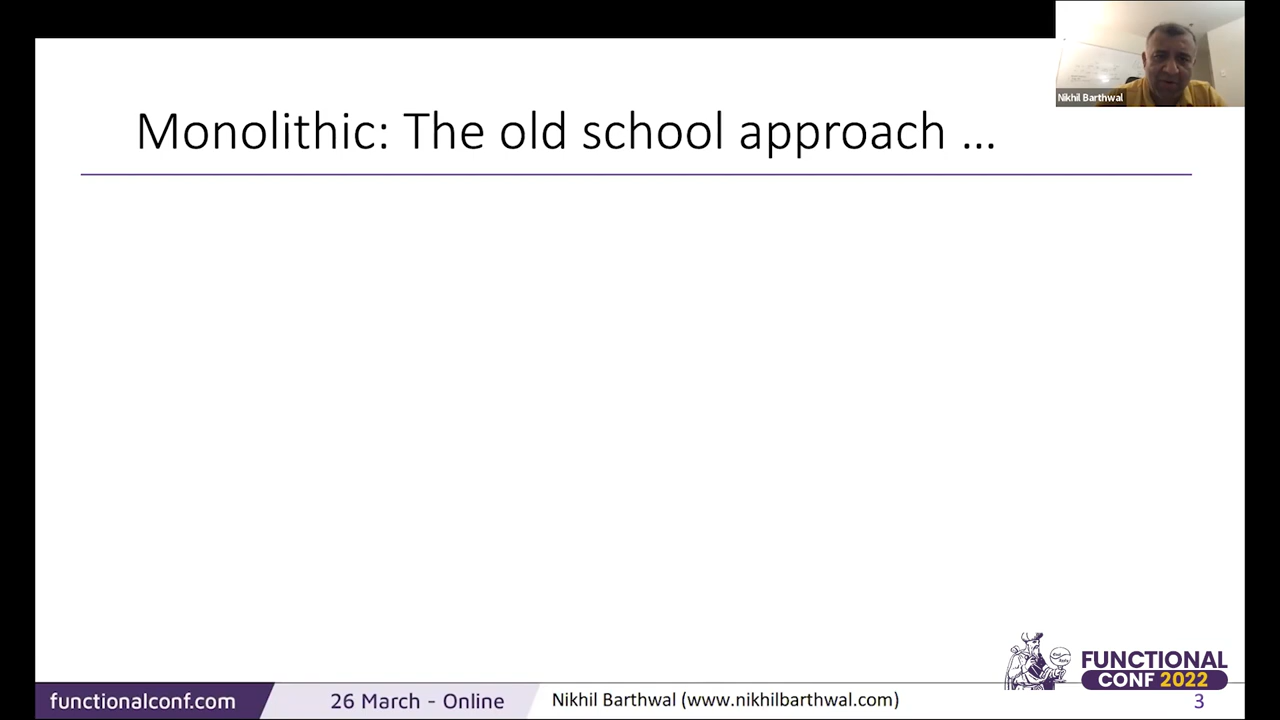 Nikhil Barthwal
Monolithic: The old school approach ...
FUNCTIONAL
CONF 2022
functionalconf.com
26 March - Online
Nikhil Barthwal (www.nikhilbarthwal.com)
3